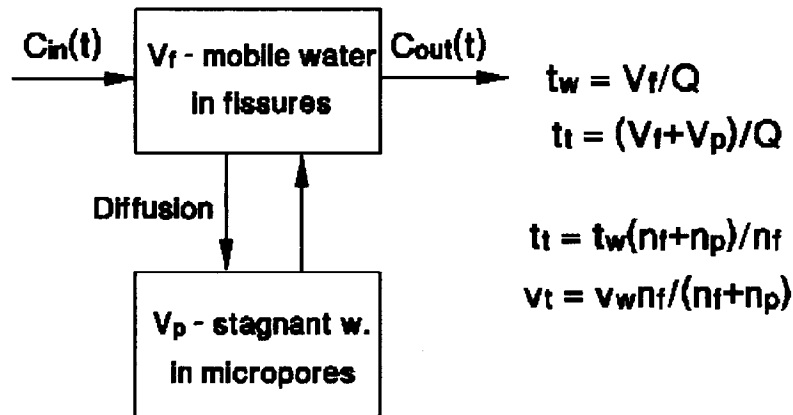 Cin(t)
Vf - mobile water
in fissures
Cout(t)
Diffusion
Vp - stagnant w.
in micropores
tw = Vf/Q
tt = (Vf+Vp)/Q
tt = tw(nf+np)/nf
vt = vwnf/(nf+np)